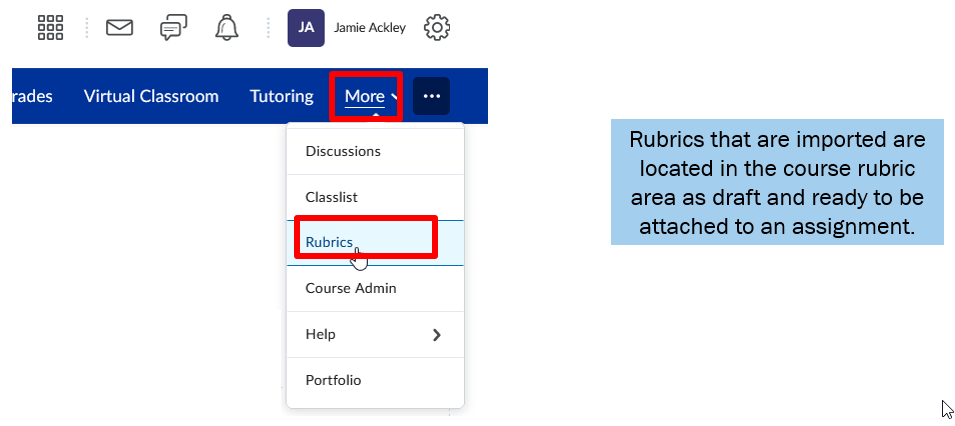 JA
Jamie Ackley
rades
Virtual Classroom
Tutoring
More
Discussions
Classlist
Rubrics
Course Admin
Help
Portfolio
Rubrics that are imported are
located in the course rubric
area as draft and ready to be
attached to an assignment.